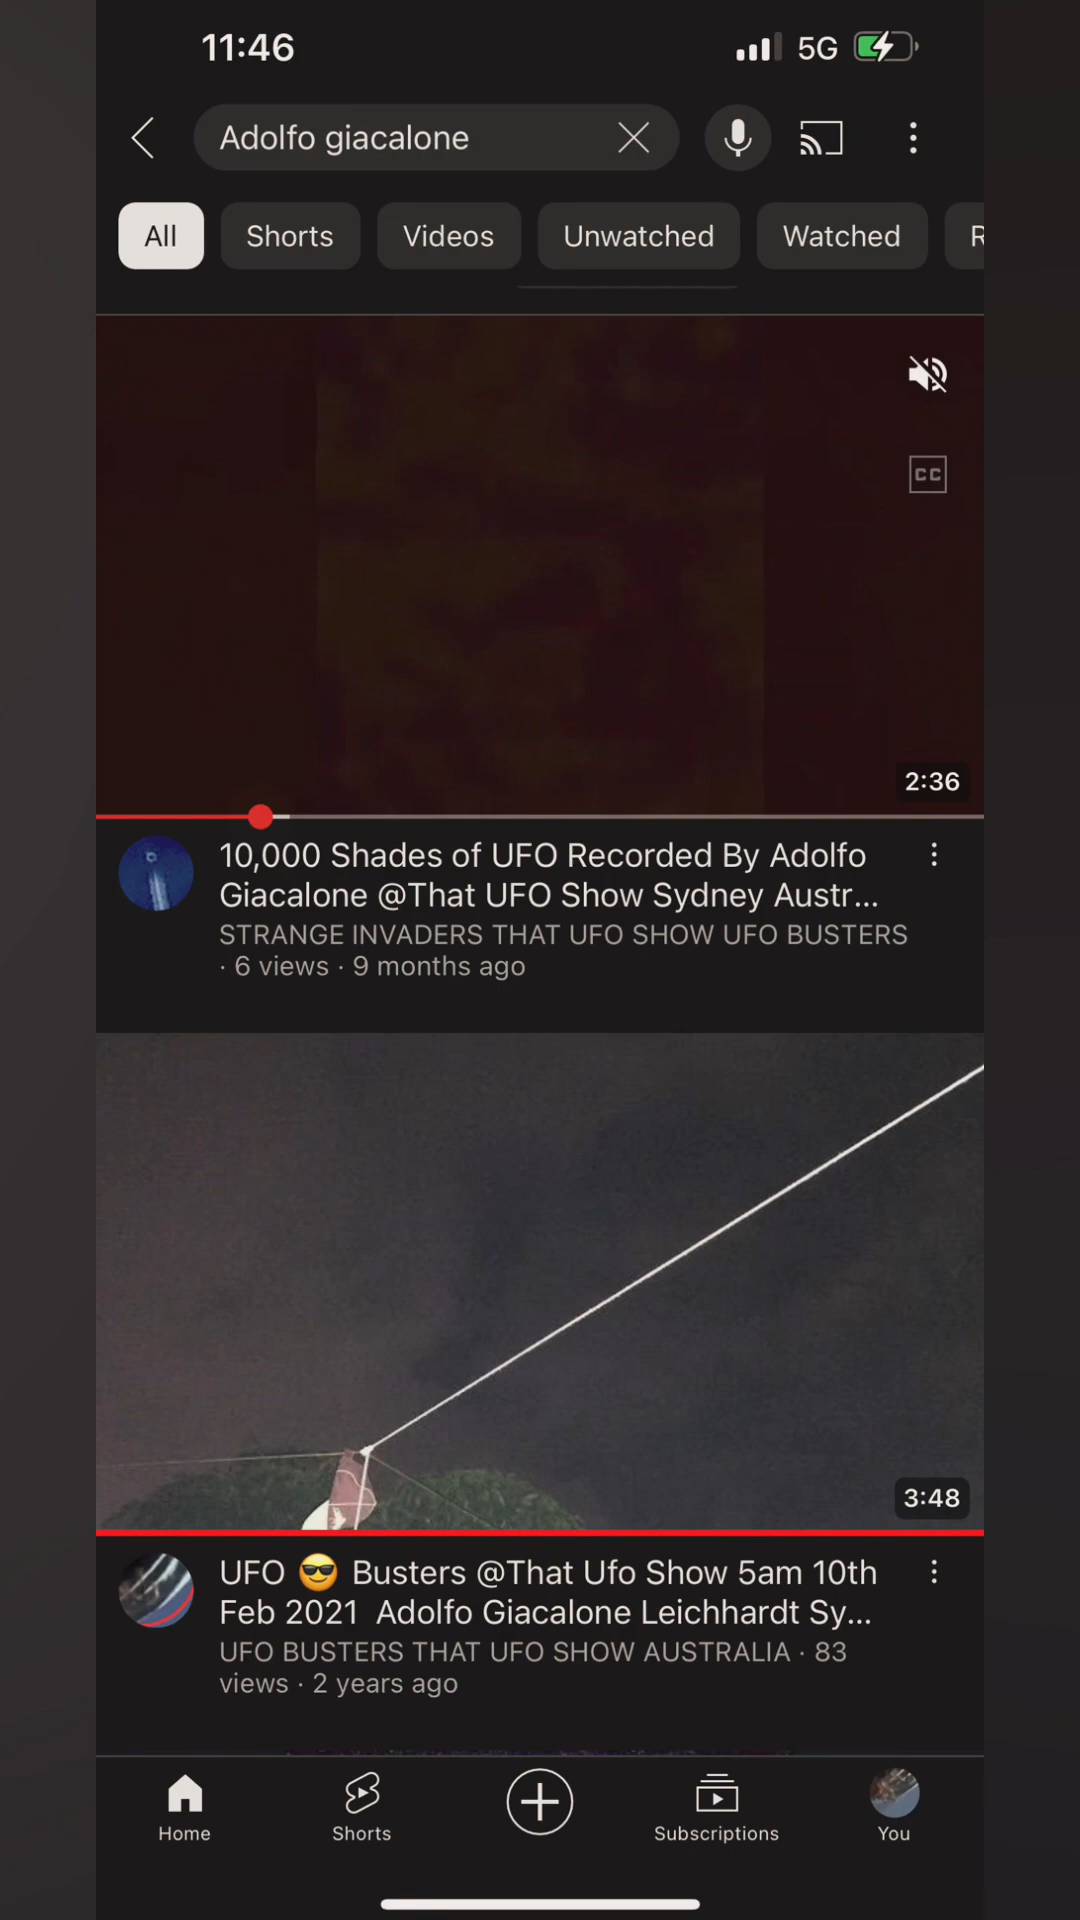 11:46
5G
Adolfo giacalone
All
Shorts
Videos
Unwatched
Watched
R
CC
2:36
10,000 Shades of UFO Recorded By Adolfo
Giacalone @That UFO Show Sydney Austr...
STRANGE INVADERS THAT UFO SHOW UFO BUSTERS
· 6 views · 9 months ago
3:48
UFO 😎 Busters @That Ufo Show 5am 10th
Feb 2021 Adolfo Giacalone Leichhardt Sy...
UFO BUSTERS THAT UFO SHOW AUSTRALIA · 83
views · 2 years ago
Home
Shorts
Subscriptions
You